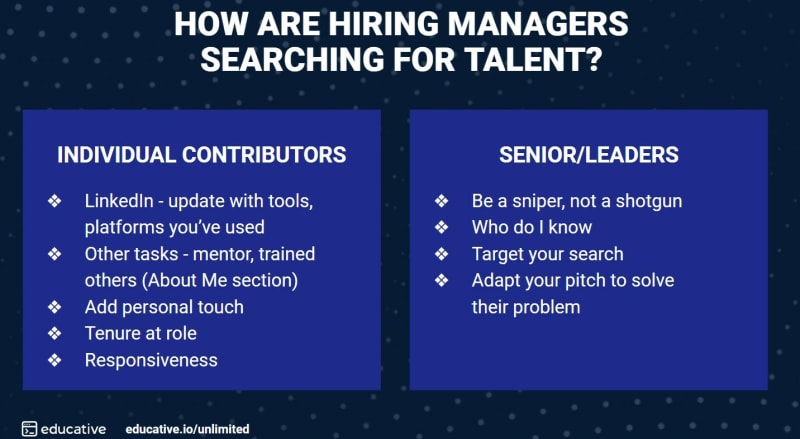 HOW ARE HIRING MANAGERS
SEARCHING FOR TALENT?
INDIVIDUAL CONTRIBUTORS
❖ LinkedIn - update with tools,
platforms you've used
❖ Other tasks - mentor, trained
others (About Me section)
❖ Add personal touch
❖ Tenure at role
❖ Responsiveness
SENIOR/LEADERS
❖ Be a sniper, not a shotgun
❖ Who do I know
❖ Target your search
❖ Adapt your pitch to solve
their problem
educative
educative.io/unlimited